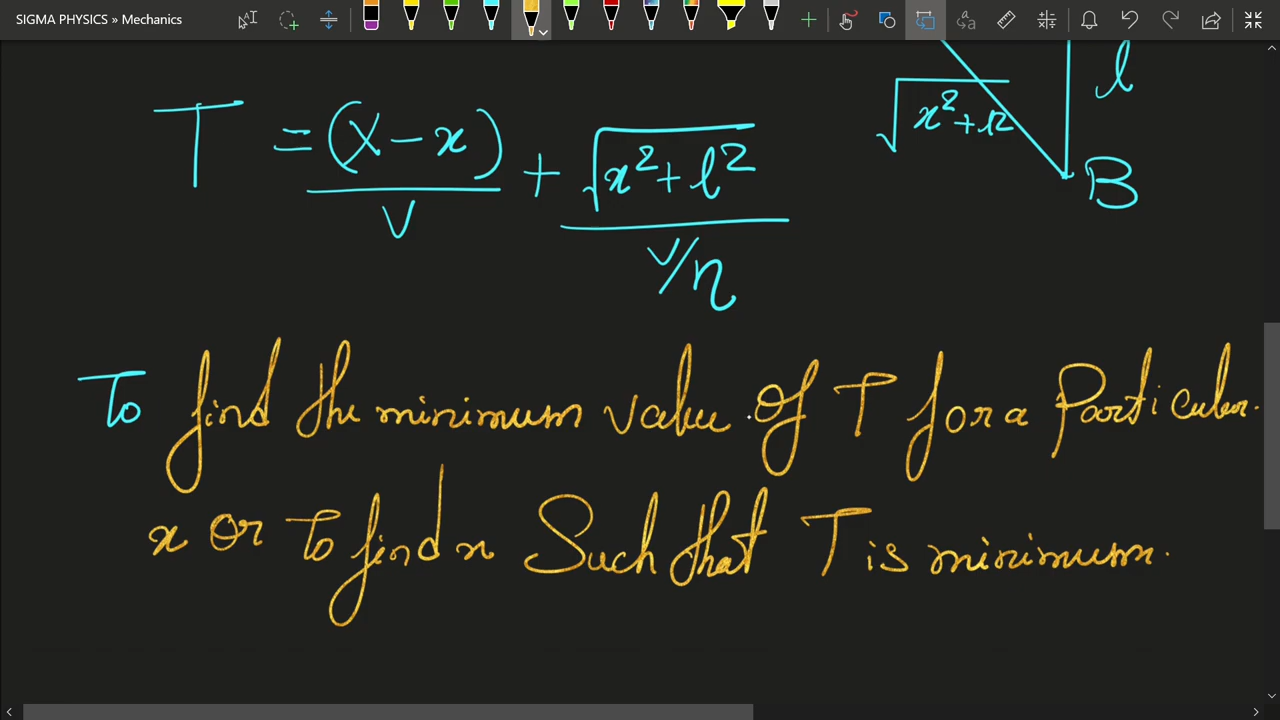 SIGMA PHYSICS » Mechanics
l
√x²+l²
B
T = (X-x)/V + √x²+l²/v/η
To find the minimum value of T for a Particular
x or To find x Such that T is minimum.